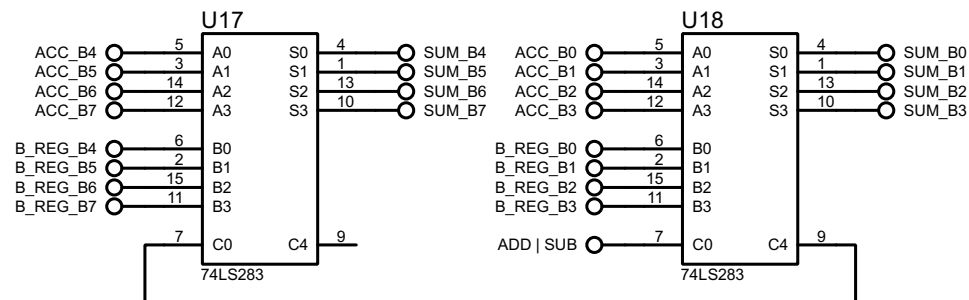 U17
ACC_B4 5 A0 S0 4 SUM_B4
ACC_B5 3 A1 S1 1 SUM_B5
ACC_B6 14 A2 S2 13 SUM_B6
ACC_B7 12 A3 S3 10 SUM_B7
B_REG_B4 6 B0
B_REG_B5 2 B1
B_REG_B6 15 B2
B_REG_B7 11 B3
7 C0 C4 9
74LS283
U18
ACC_B0 5 A0 S0 4 SUM_B0
ACC_B1 3 A1 S1 1 SUM_B1
ACC_B2 14 A2 S2 13 SUM_B2
ACC_B3 12 A3 S3 10 SUM_B3
B_REG_B0 6 B0
B_REG_B1 2 B1
B_REG_B2 15 B2
B_REG_B3 11 B3
ADD | SUB 7 C0 C4 9
74LS283